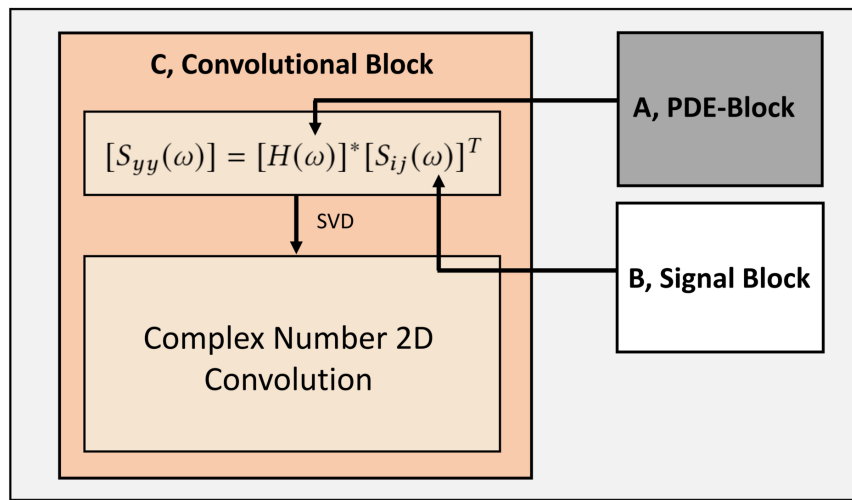 C, Convolutional Block
[S_{yy}(ω)] = [H(ω)]^*[S_{ij}(ω)]^T
SVD
Complex Number 2D
Convolution
A, PDE-Block
B, Signal Block